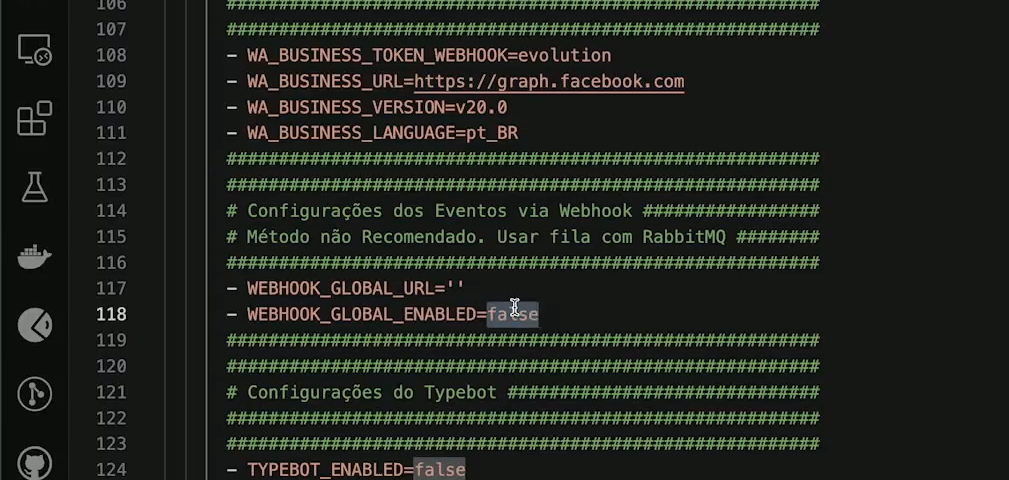 106 #########################################################
107 #########################################################
108 - WA_BUSINESS_TOKEN_WEBHOOK=evolution
109 - WA_BUSINESS_URL=https://graph.facebook.com
110 - WA_BUSINESS_VERSION=v20.0
111 - WA_BUSINESS_LANGUAGE=pt_BR
112 #########################################################
113 #########################################################
114 # Configurações dos Eventos via Webhook #################
115 # Método não Recomendado. Usar fila com RabbitMQ ########
116 #########################################################
117 - WEBHOOK_GLOBAL_URL=''
118 - WEBHOOK_GLOBAL_ENABLED=false
119 #########################################################
120 #########################################################
121 # Configurações do Typebot ##############################
122 #########################################################
123 #########################################################
124 - TYPEBOT_ENABLED=false